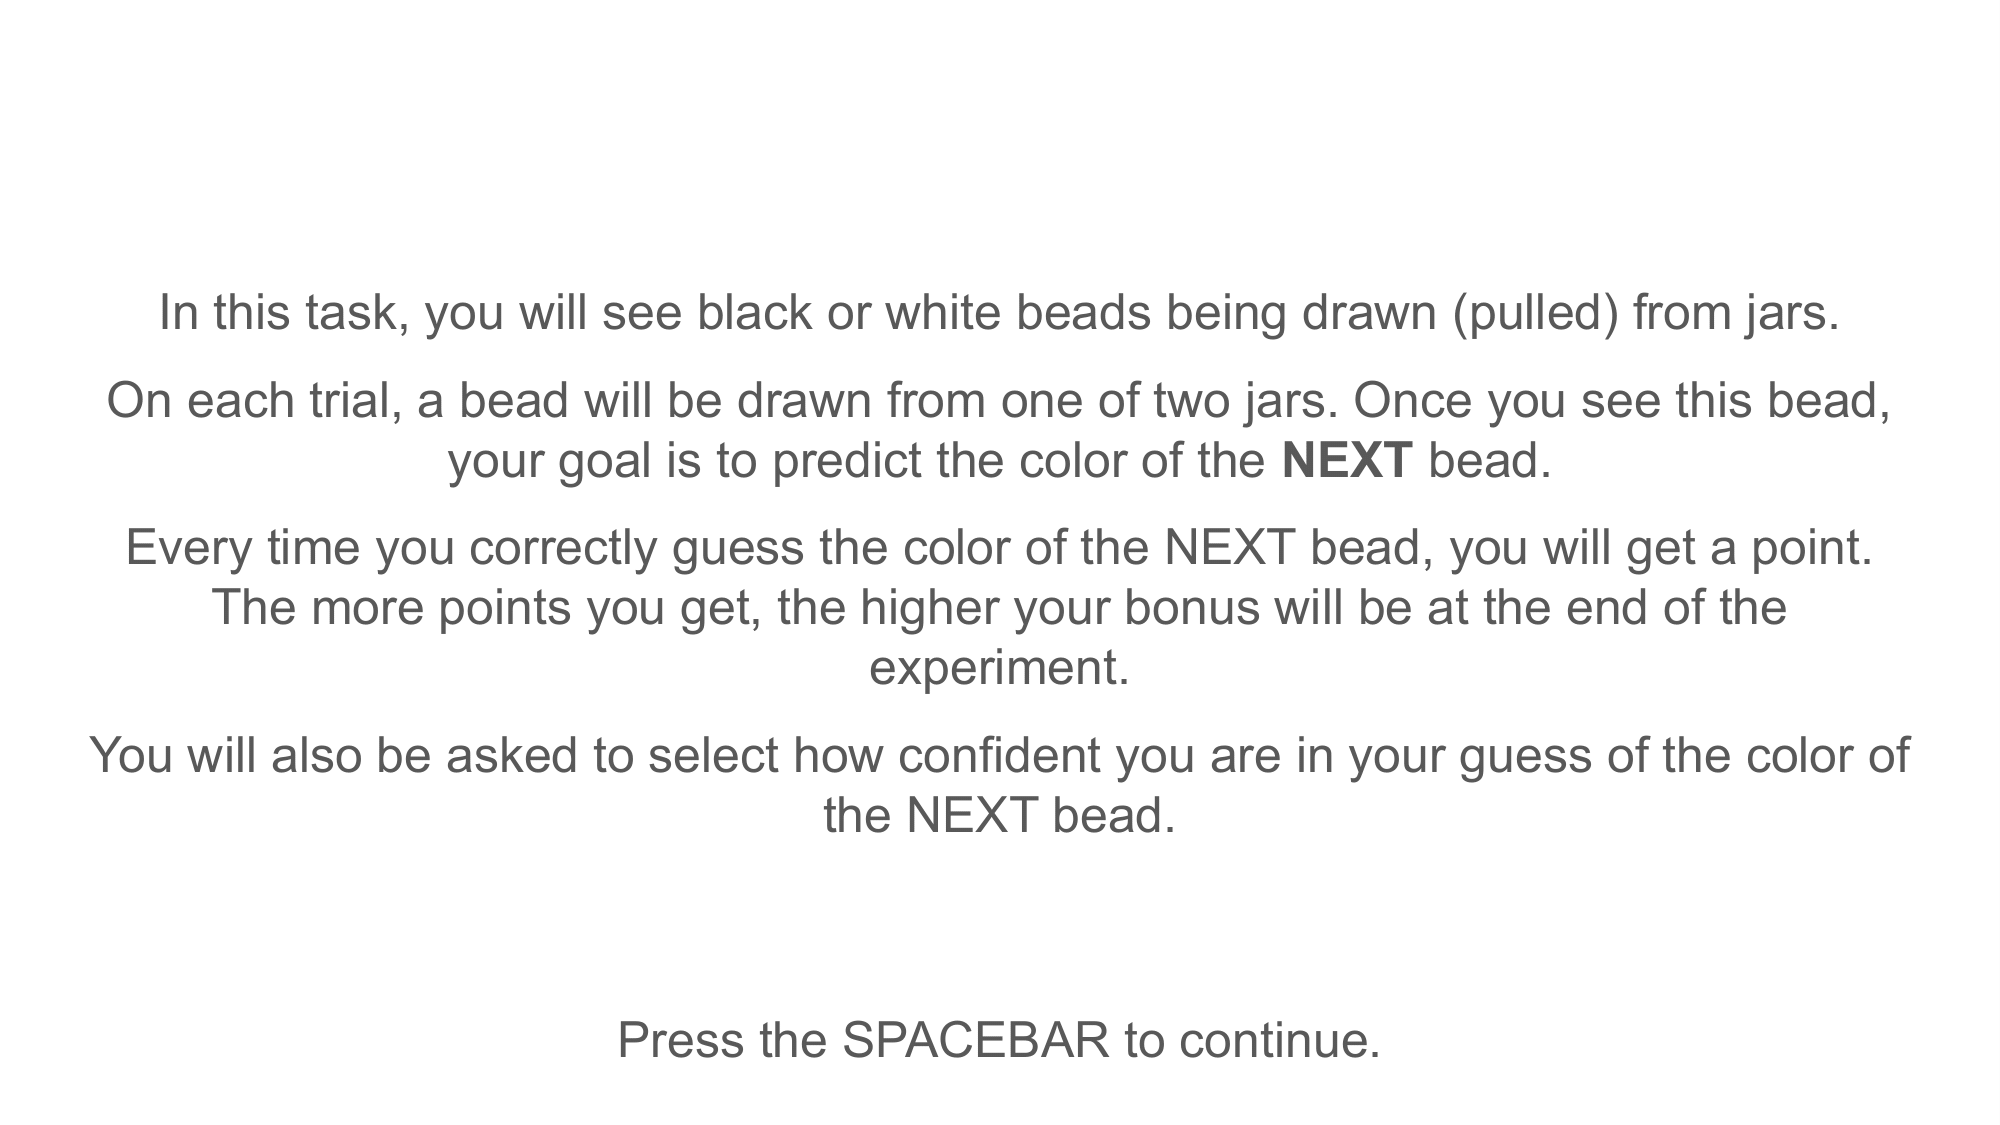 In this task, you will see black or white beads being drawn (pulled) from jars.
On each trial, a bead will be drawn from one of two jars. Once you see this bead,
your goal is to predict the color of the NEXT bead.
Every time you correctly guess the color of the NEXT bead, you will get a point.
The more points you get, the higher your bonus will be at the end of the
experiment.
You will also be asked to select how confident you are in your guess of the color of
the NEXT bead.
Press the SPACEBAR to continue.